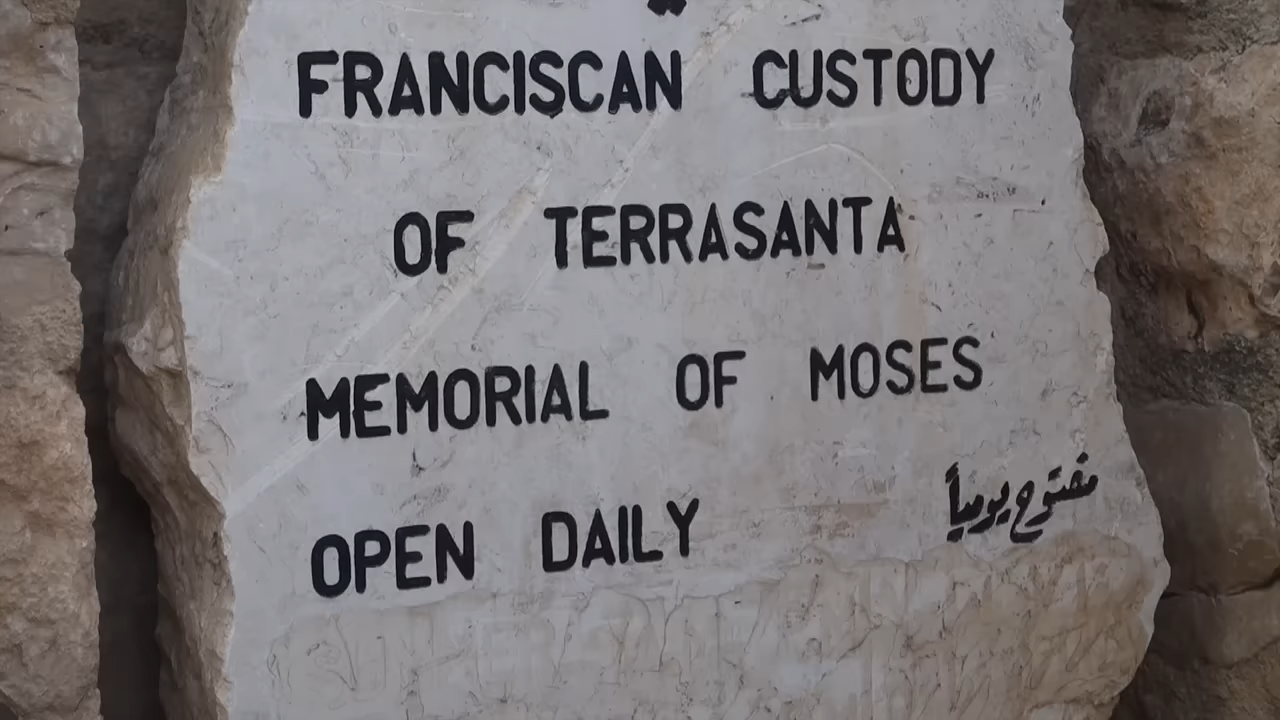 FRANCISCAN CUSTODY
OF TERRASANTA
MEMORIAL OF MOSES
OPEN DAILY مفتوح يومياً